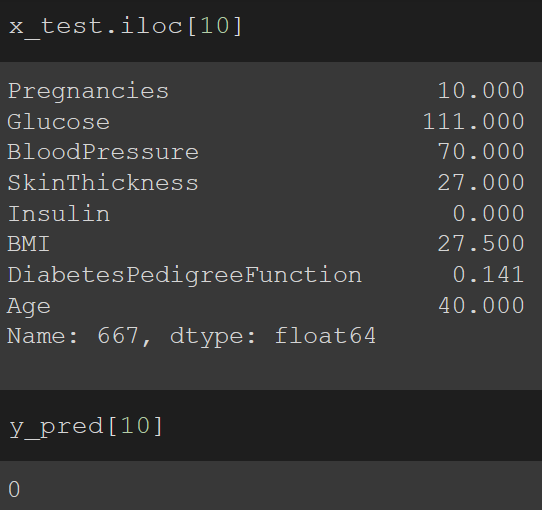 x_test.iloc[10]
Pregnancies 10.000
Glucose 111.000
BloodPressure 70.000
SkinThickness 27.000
Insulin 0.000
BMI 27.500
DiabetesPedigreeFunction 0.141
Age 40.000
Name: 667, dtype: float64
y_pred[10]
0